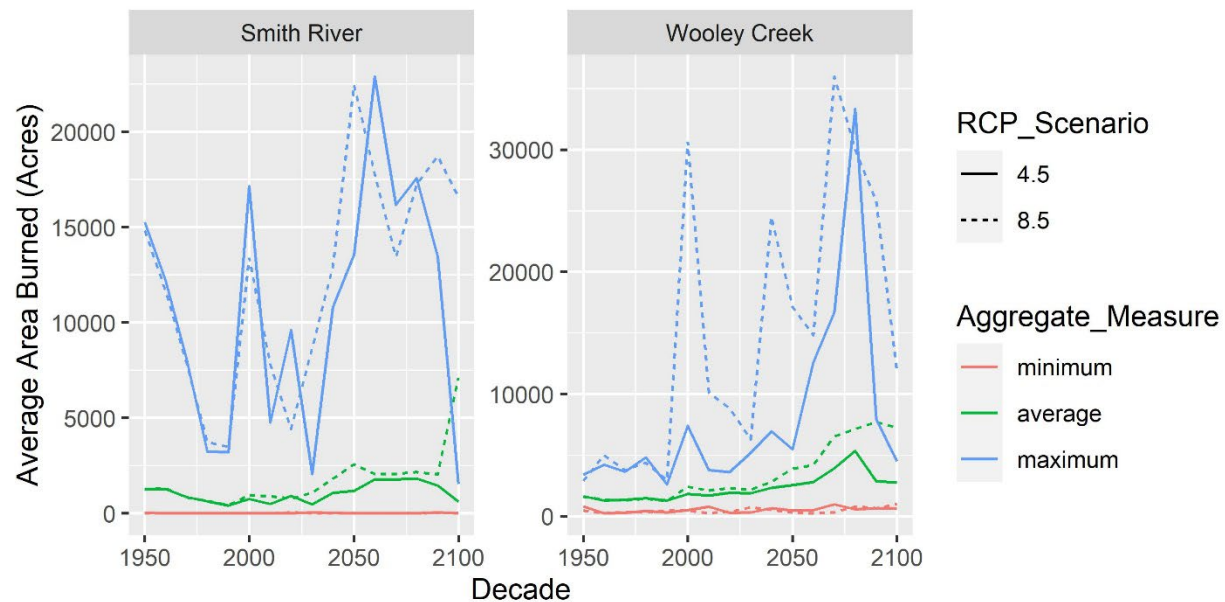 Smith River
Wooley Creek
Average Area Burned (Acres)
20000
15000
10000
5000
0
30000
20000
10000
0
1950
2000
2050
2100
1950
2000
2050
2100
Decade
RCP_Scenario
4.5
8.5
Aggregate_Measure
minimum
average
maximum